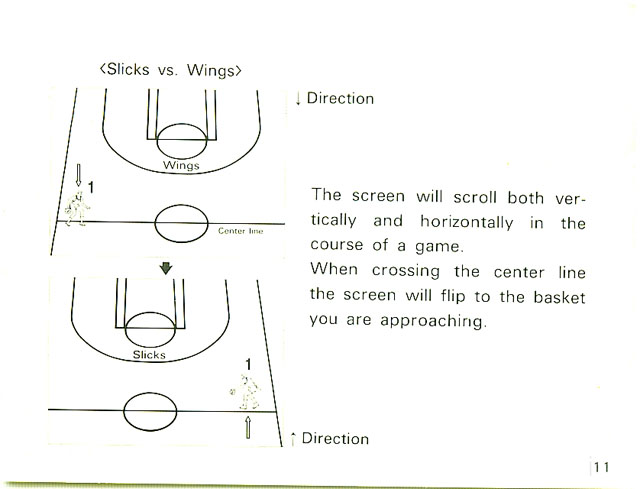 <Slicks vs. Wings>
↓ Direction
Wings
1
Center line
The screen will scroll both ver-
tically and horizontally in the
course of a game.
When crossing the center line
the screen will flip to the basket
you are approaching.
Slicks
1
↑ Direction
11